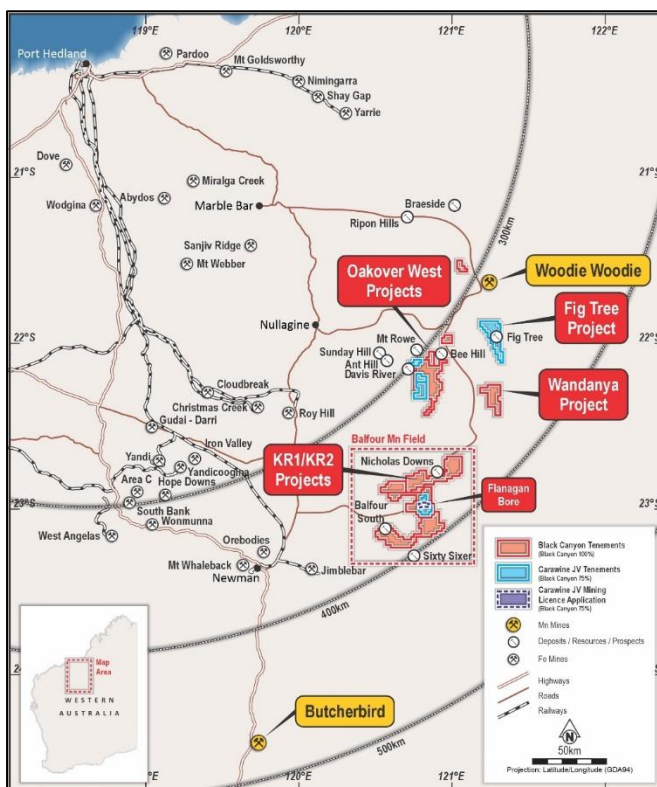 119°E
120°E
121°E
122°E
Port Hedland
Pardoo
Mt Goldsworthy
Nimingarra
Shay Gap
Yarrie
Dove
21°S
21°S
Wodgina
Abydos
Miralga Creek
Marble Bar
Braeside
Ripon Hills
Sanjiv Ridge
Mt Webber
300km
Oakover West
Projects
Woodie Woodie
Fig Tree
Project
22°S
22°S
Nullagine
Mt Rowe
Sunday Hill
Ant Hill
Davis River
Bee Hill
Fig Tree
Cloudbreak
Christmas Creek
Roy Hill
Gudai - Darri
Wandanya
Project
Iron Valley
Yandi
Yandicoogina
Area C
Hope Downs
Balfour Mn Field
KR1/KR2
Projects
Nicholas Downs
Flanagan
Bore
23°S
23°S
South Bank
Wonmunna
West Angelas
Balfour
South
Sixty Sixer
Orebodies
Mt Whaleback
Newman
Jimblebar
400km
24°S
Butcherbird
500km
Map
Area
WESTERN
AUSTRALIA
Black Canyon Tenements
(Black Canyon 100%)
Carawine JV Tenements
(Black Canyon 75%)
Carawine JV Mining
Licence Application
(Black Canyon 75%)
Mn Mines
Deposits / Resources / Prospects
Fe Mines
Highways
Roads
Railways
N
50km
Projection: Latitude/Longitude (GDA94)